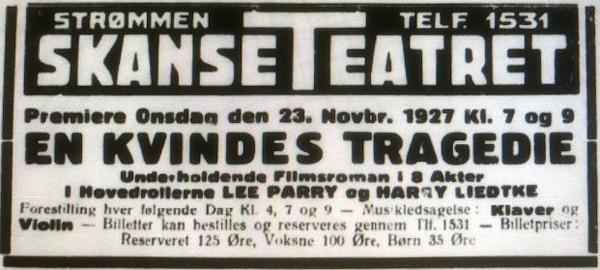 STRØMMEN TELF. 1531
SKANSE TEATRET
Premiere Onsdag den 23. Novbr. 1927 Kl. 7 og 9
EN KVINDES TRAGEDIE
Underholdende Filmsroman i 8 Akter
I Hovedrollerne LEE PARRY og HARRY LIEDTKE
Forestilling hver følgende Dag Kl. 4, 7 og 9 — Musikledsagelse: Klaver og
Violin — Billetter kan bestilles og reserveres gennem Tlf. 1531 — Billetpriser:
Reserveret 125 Øre, Voksne 100 Øre, Børn 35 Øre